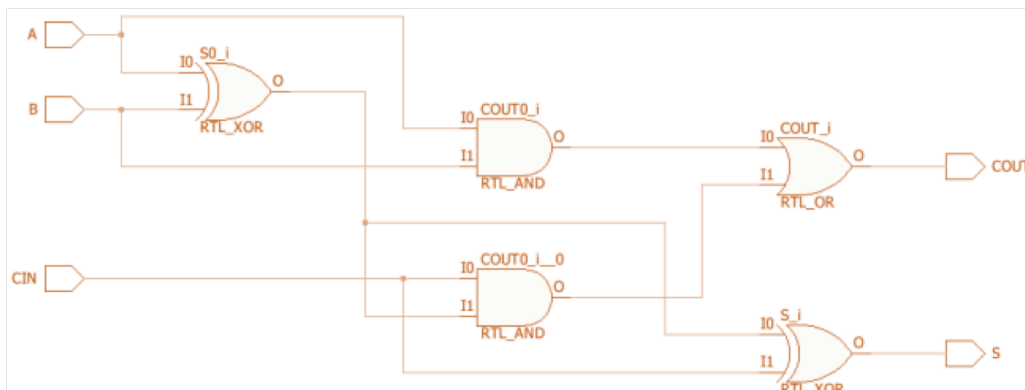 A
S0_i
I0
O
I1
B
RTL_XOR
COUT0_i
I0
O
I1
RTL_AND
COUT_i
I0
O
I1
RTL_OR
COUT
CIN
COUT0_i__0
I0
O
I1
RTL_AND
S_i
I0
O
I1
RTL_XOR
S